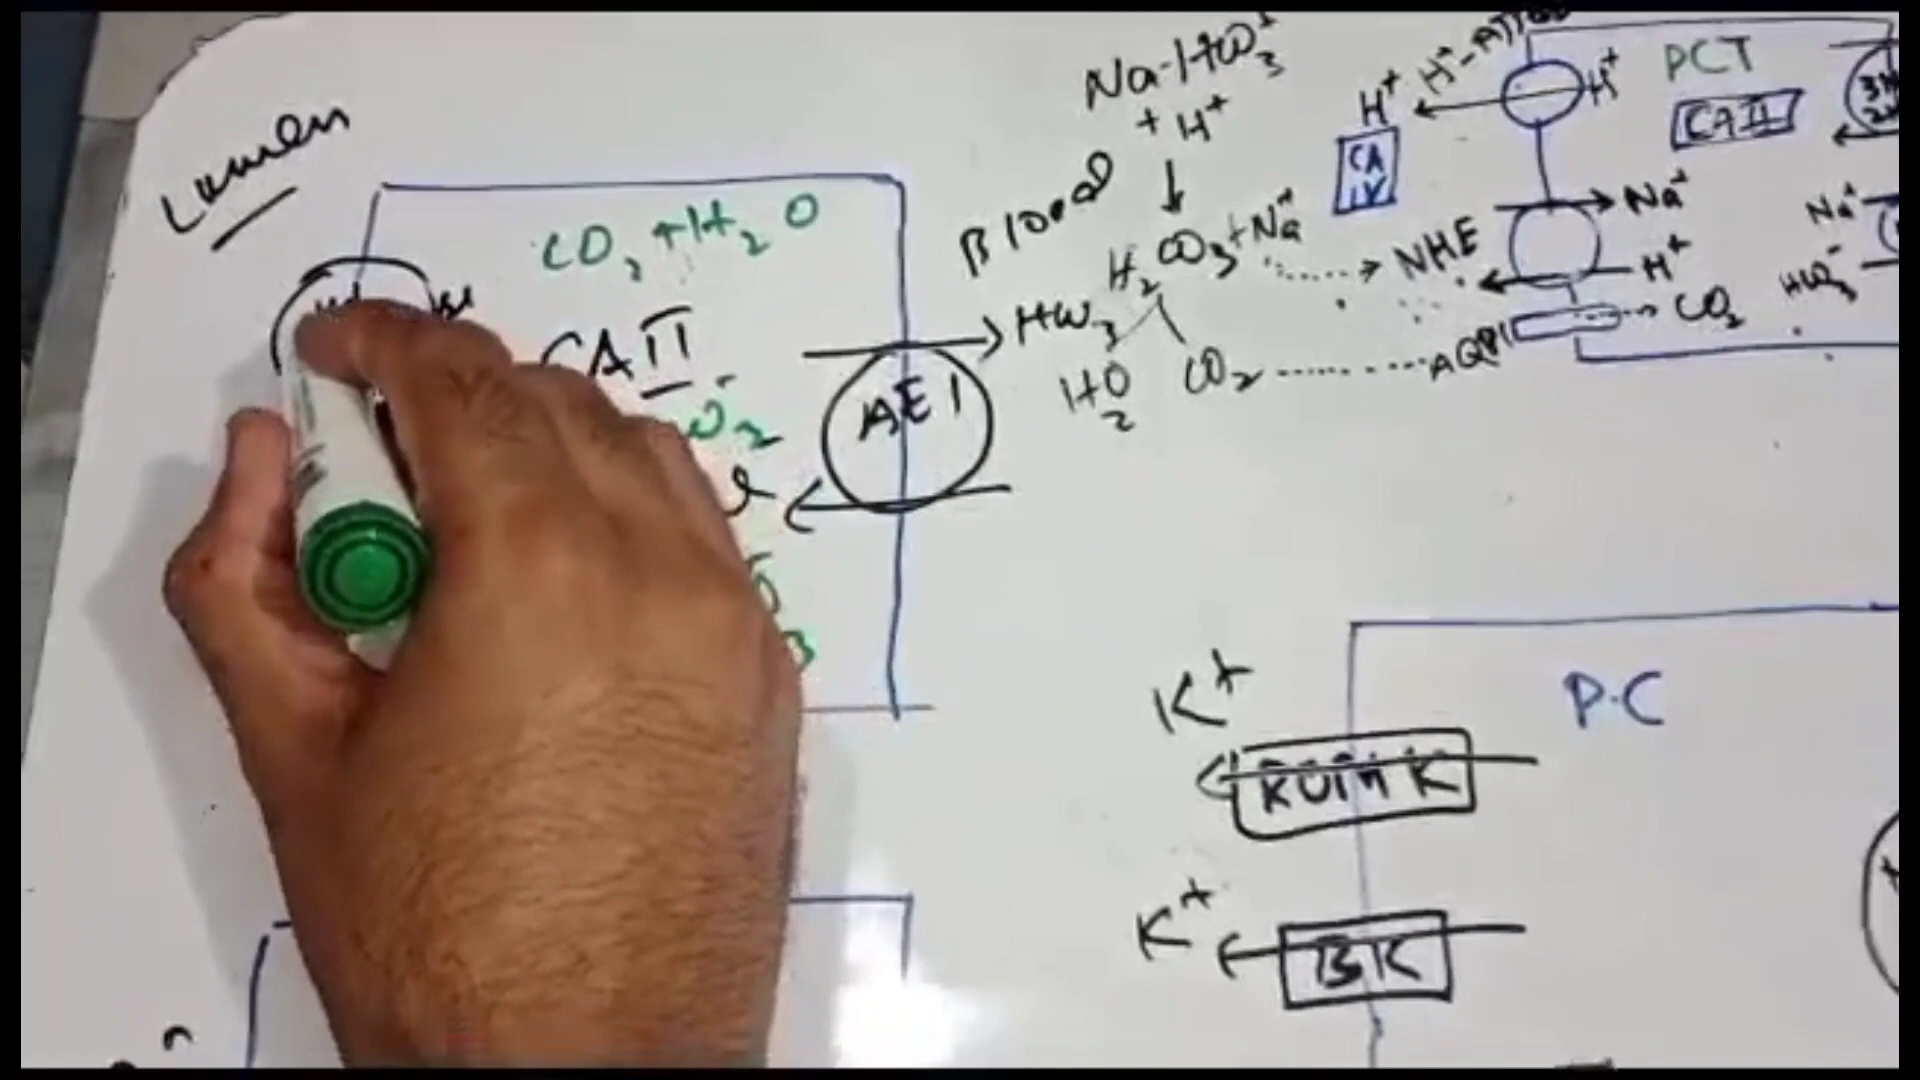 Lumen
CO2 + H2O
CA II
Blood
HCO3
AE1
Na-HCO3
+ H+
H2CO3 + Na+
H2O CO2
H+
H+
CA IV
PCT
CA II
Na+
NHE
H+
AQP1
CO2
Na+
HCO3-
K+
P.C
ROM K
K+
BK